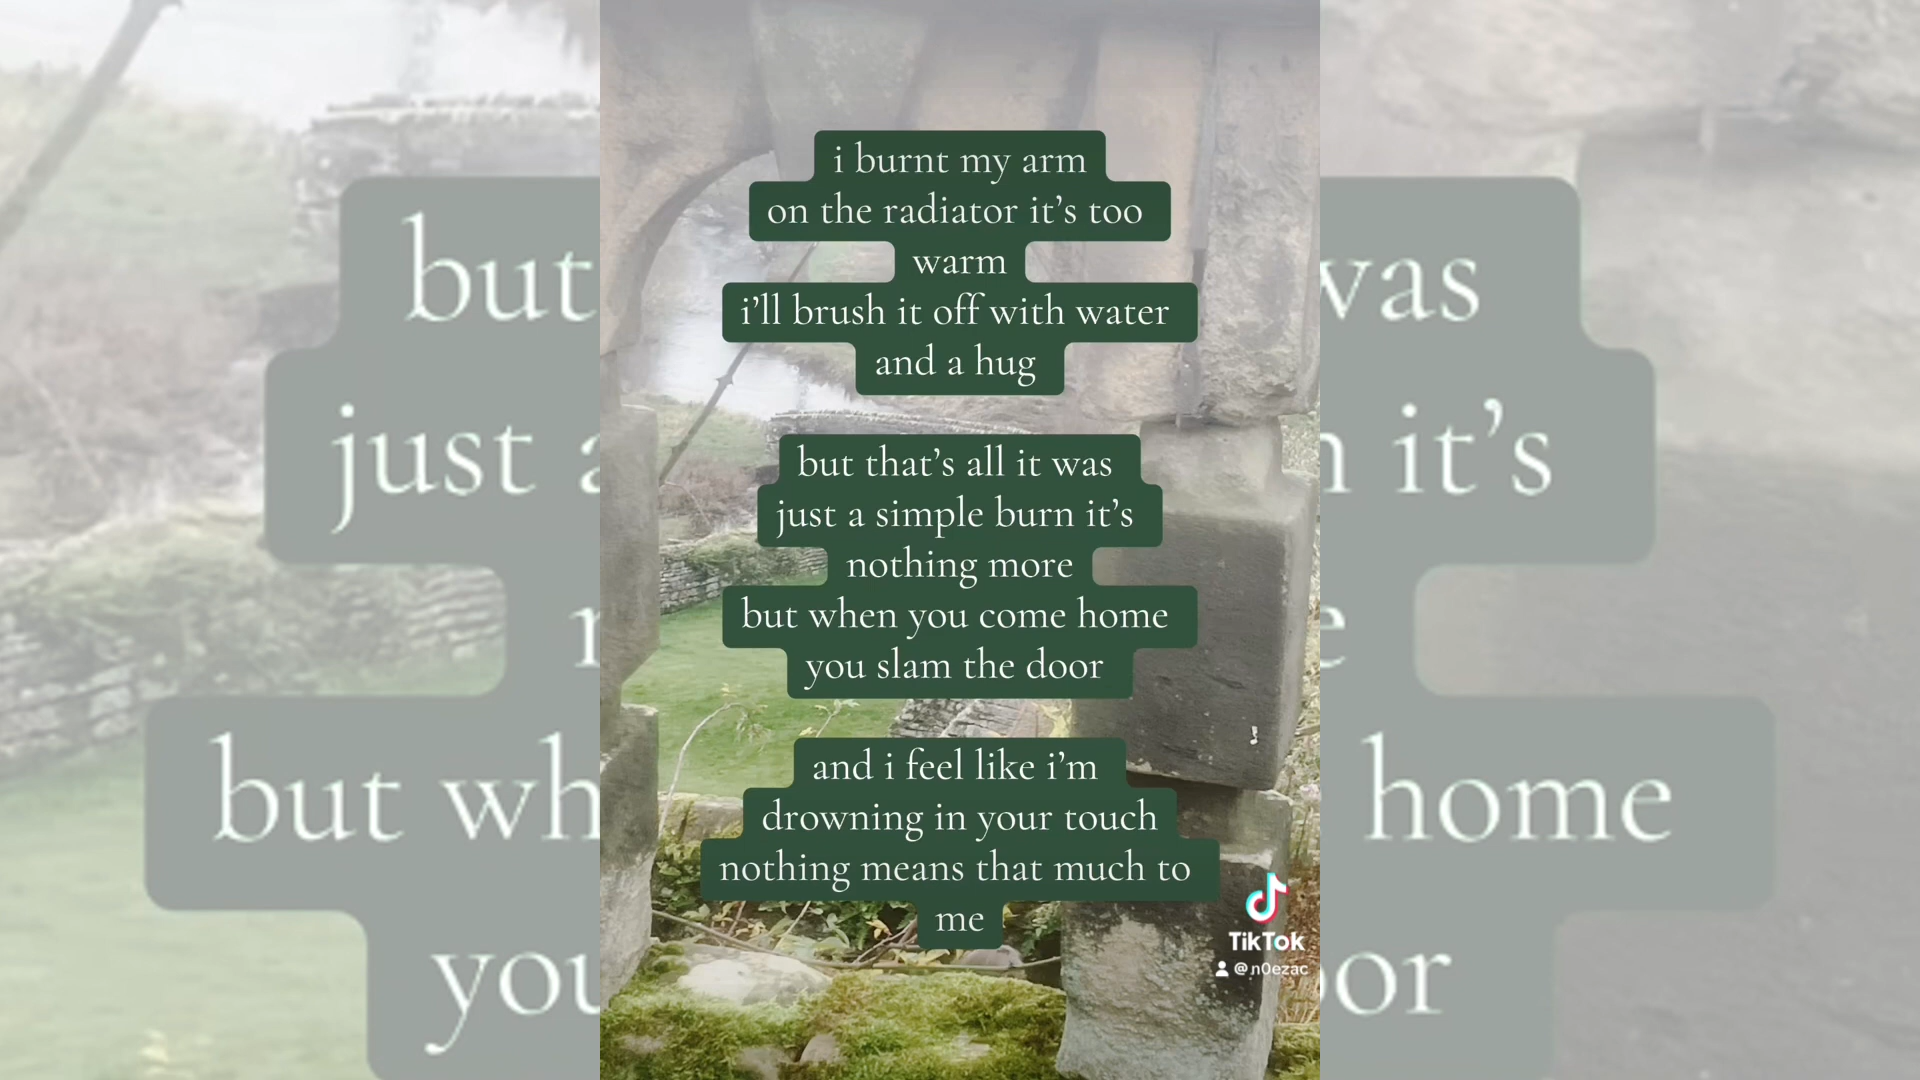 i burnt my arm
on the radiator it's too
warm
i'll brush it off with water
and a hug
but that's all it was
just a simple burn it's
nothing more
but when you come home
you slam the door
and i feel like i'm
drowning in your touch
nothing means that much to
me
TikTok
@n0ezac